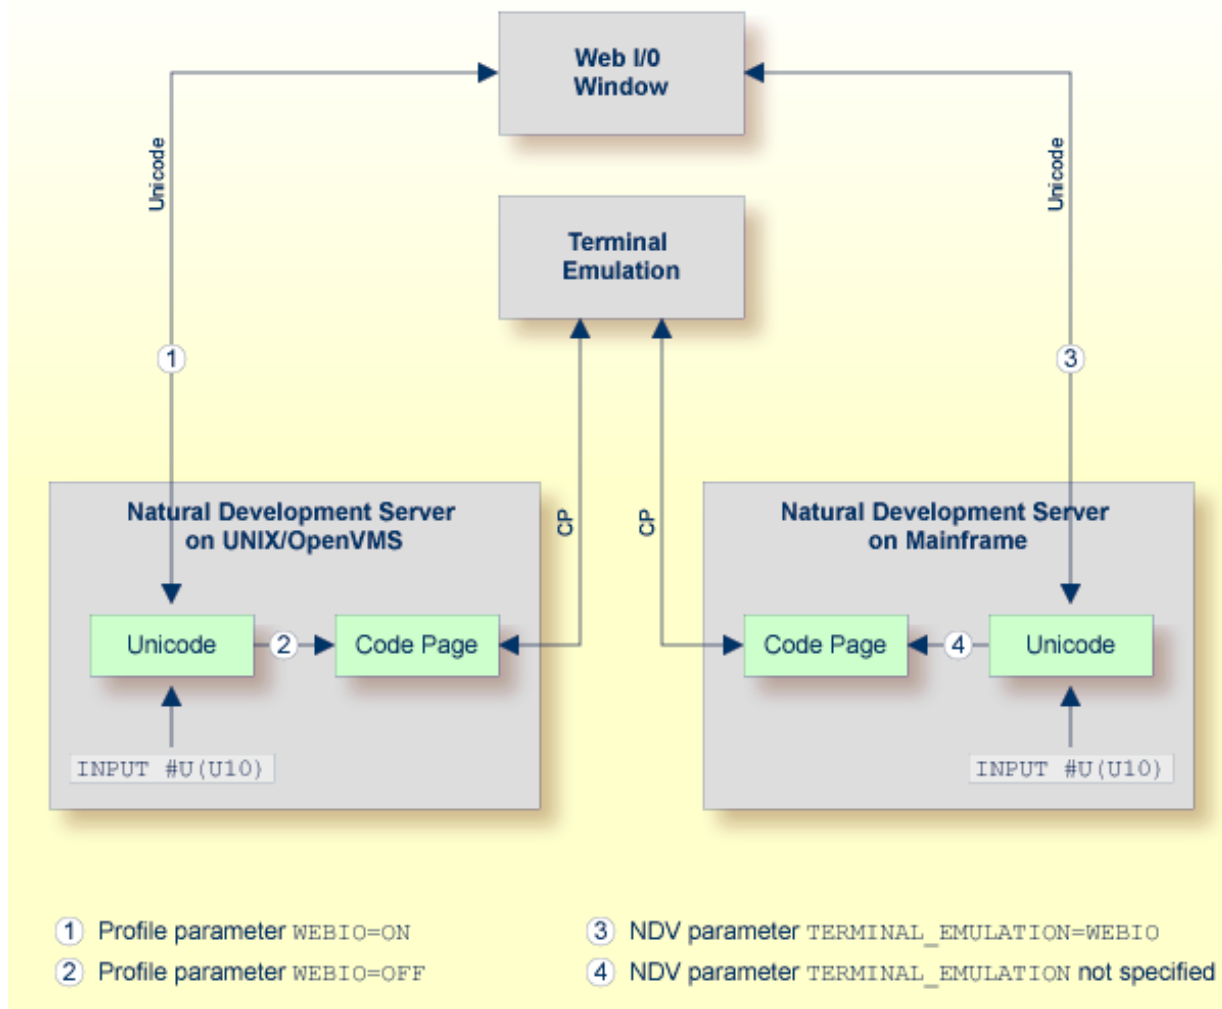 Web I/0
Window
Unicode
Unicode
Terminal
Emulation
1
3
Natural Development Server
on UNIX/OpenVMS
CP
CP
Natural Development Server
on Mainframe
Unicode
2
Code Page
Code Page
4
Unicode
INPUT #U(U10)
INPUT #U(U10)
1 Profile parameter WEBIO=ON
2 Profile parameter WEBIO=OFF
3 NDV parameter TERMINAL_EMULATION=WEBIO
4 NDV parameter TERMINAL_EMULATION not specified